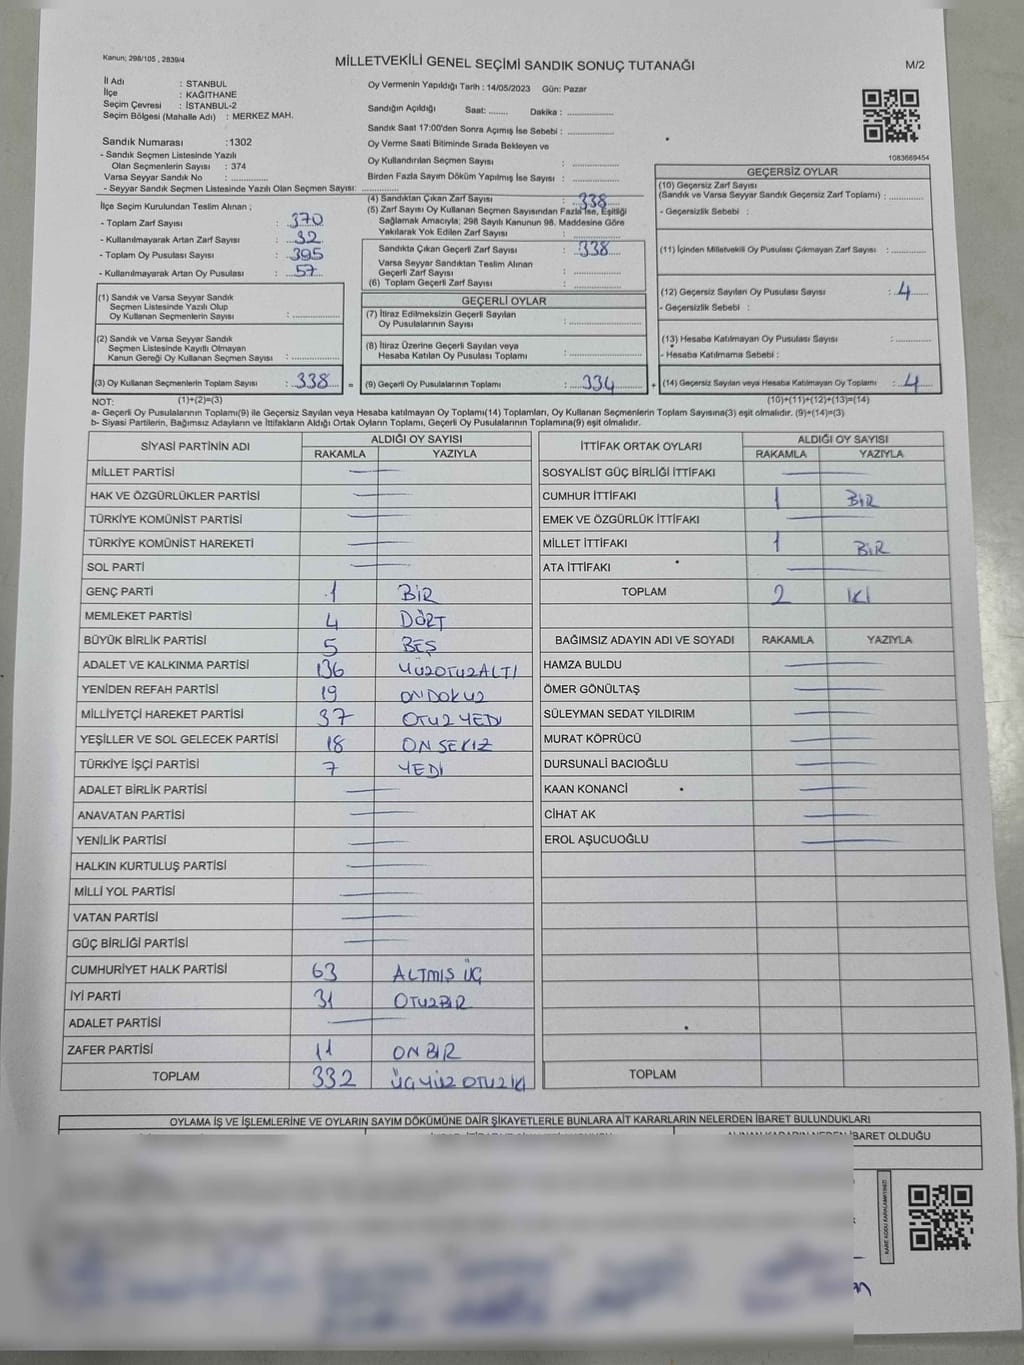 Kanun; 298/105 , 2839/4
MİLLETVEKİLİ GENEL SEÇİMİ SANDIK SONUÇ TUTANAĞI
M/2
İl Adı : STANBUL
İlçe : KAĞITHANE
Seçim Çevresi : İSTANBUL-2
Seçim Bölgesi (Mahalle Adı) : MERKEZ MAH.
Oy Vermenin Yapıldığı Tarih : 14/05/2023 Gün: Pazar
Sandığın Açıldığı Saat: ........ Dakika : ..................
Sandık Saat 17:00'den Sonra Açımış İse Sebebi : ..................
Oy Verme Saati Bitiminde Sırada Bekleyen ve
Oy Kullandırılan Seçmen Sayısı : ..................
Birden Fazla Sayım Döküm Yapılmış İse Sayısı : ..................
1083669454
Sandık Numarası :1302
- Sandık Seçmen Listesinde Yazılı
Olan Seçmenlerin Sayısı : 374
Varsa Seyyar Sandık No : ..............
- Seyyar Sandık Seçmen Listesinde Yazılı Olan Seçmen Sayısı: ..............
İlçe Seçim Kurulundan Teslim Alınan ;
- Toplam Zarf Sayısı : 370
- Kullanılmayarak Artan Zarf Sayısı : 32
- Toplam Oy Pusulası Sayısı : 395
- Kullanılmayarak Artan Oy Pusulası : 57
(1) Sandık ve Varsa Seyyar Sandık
Seçmen Listesinde Yazılı Olup
Oy Kullanan Seçmenlerin Sayısı : ..................
(2) Sandık ve Varsa Seyyar Sandık
Seçmen Listesinde Kayıtlı Olmayan
Kanun Gereği Oy Kullanan Seçmen Sayısı : ..................
(3) Oy Kullanan Seçmenlerin Toplam Sayısı : 338
(1)+(2)=(3)
(4) Sandıktan Çıkan Zarf Sayısı : 338
(5) Zarf Sayısı Oy Kullanan Seçmen Sayısından Fazla İse, Eşitliği
Sağlamak Amacıyla; 298 Sayılı Kanunun 98. Maddesine Göre
Yakılarak Yok Edilen Zarf Sayısı : ..................
Sandıkta Çıkan Geçerli Zarf Sayısı : 338
Varsa Seyyar Sandıktan Teslim Alınan
Geçerli Zarf Sayısı : ..................
(6) Toplam Geçerli Zarf Sayısı : ..................
GEÇERLİ OYLAR
(7) İtiraz Edilmeksizin Geçerli Sayılan
Oy Pusulalarının Sayısı : ..................
(8) İtiraz Üzerine Geçerli Sayılan veya
Hesaba Katılan Oy Pusulası Toplamı : ..................
= (9) Geçerli Oy Pusulalarının Toplamı : 334
GEÇERSİZ OYLAR
(10) Geçersiz Zarf Sayısı
(Sandık ve Varsa Seyyar Sandık Geçersiz Zarf Toplamı) : ..............
- Geçersizlik Sebebi :
(11) İçinden Milletvekili Oy Pusulası Çıkmayan Zarf Sayısı : ..............
(12) Geçersiz Sayılan Oy Pusulası Sayısı : 4
- Geçersizlik Sebebi :
(13) Hesaba Katılmayan Oy Pusulası Sayısı : ..............
- Hesaba Katılmama Sebebi :
+ (14) Geçersiz Sayılan veya Hesaba Katılmayan Oy Toplamı : 4
(10)+(11)+(12)+(13)=(14)
NOT:
a- Geçerli Oy Pusulalarının Toplamı(9) ile Geçersiz Sayılan veya Hesaba katılmayan Oy Toplamı(14) Toplamları, Oy Kullanan Seçmenlerin Toplam Sayısına(3) eşit olmalıdır. (9)+(14)=(3)
b- Siyasi Partilerin, Bağımsız Adayların ve İttifakların Aldığı Ortak Oyların Toplamı, Geçerli Oy Pusulalarının Toplamına(9) eşit olmalıdır.
SİYASİ PARTİNİN ADI ALDIĞI OY SAYISI
RAKAMLA YAZIYLA
MİLLET PARTİSİ
HAK VE ÖZGÜRLÜKLER PARTİSİ
TÜRKİYE KOMÜNİST PARTİSİ
TÜRKİYE KOMÜNİST HAREKETİ
SOL PARTİ
GENÇ PARTİ 1 BİR
MEMLEKET PARTİSİ 4 DÖRT
BÜYÜK BİRLİK PARTİSİ 5 BEŞ
ADALET VE KALKINMA PARTİSİ 136 YÜZOTUZALTI
YENİDEN REFAH PARTİSİ 19 ONDOKUZ
MİLLİYETÇİ HAREKET PARTİSİ 37 OTUZ YEDİ
YEŞİLLER VE SOL GELECEK PARTİSİ 18 ON SEKİZ
TÜRKİYE İŞÇİ PARTİSİ 7 YEDİ
ADALET BİRLİK PARTİSİ
ANAVATAN PARTİSİ
YENİLİK PARTİSİ
HALKIN KURTULUŞ PARTİSİ
MİLLİ YOL PARTİSİ
VATAN PARTİSİ
GÜÇ BİRLİĞİ PARTİSİ
CUMHURİYET HALK PARTİSİ 63 ALTMIŞ ÜÇ
İYİ PARTİ 31 OTUZBİR
ADALET PARTİSİ
ZAFER PARTİSİ 11 ON BİR
TOPLAM 332 ÜÇYÜZ OTUZ İKİ
İTTİFAK ORTAK OYLARI ALDIĞI OY SAYISI
RAKAMLA YAZIYLA
SOSYALİST GÜÇ BİRLİĞİ İTTİFAKI
CUMHUR İTTİFAKI 1 BİR
EMEK VE ÖZGÜRLÜK İTTİFAKI
MİLLET İTTİFAKI 1 BİR
ATA İTTİFAKI
TOPLAM 2 İKİ
BAĞIMSIZ ADAYIN ADI VE SOYADI RAKAMLA YAZIYLA
HAMZA BULDU
ÖMER GÖNÜLTAŞ
SÜLEYMAN SEDAT YILDIRIM
MURAT KÖPRÜCÜ
DURSUNALİ BACIOĞLU
KAAN KONANCİ
CİHAT AK
EROL AŞUCUOĞLU
TOPLAM
OYLAMA İŞ VE İŞLEMLERİNE VE OYLARIN SAYIM DÖKÜMÜNE DAİR ŞİKAYETLERLE BUNLARA AİT KARARLARIN NELERDEN İBARET BULUNDUKLARI
İBARET OLDUĞU